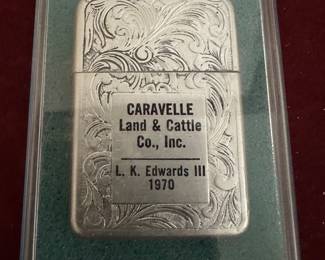 CARAVELLE
Land & Cattle
Co., Inc.
L. K. Edwards III
1970